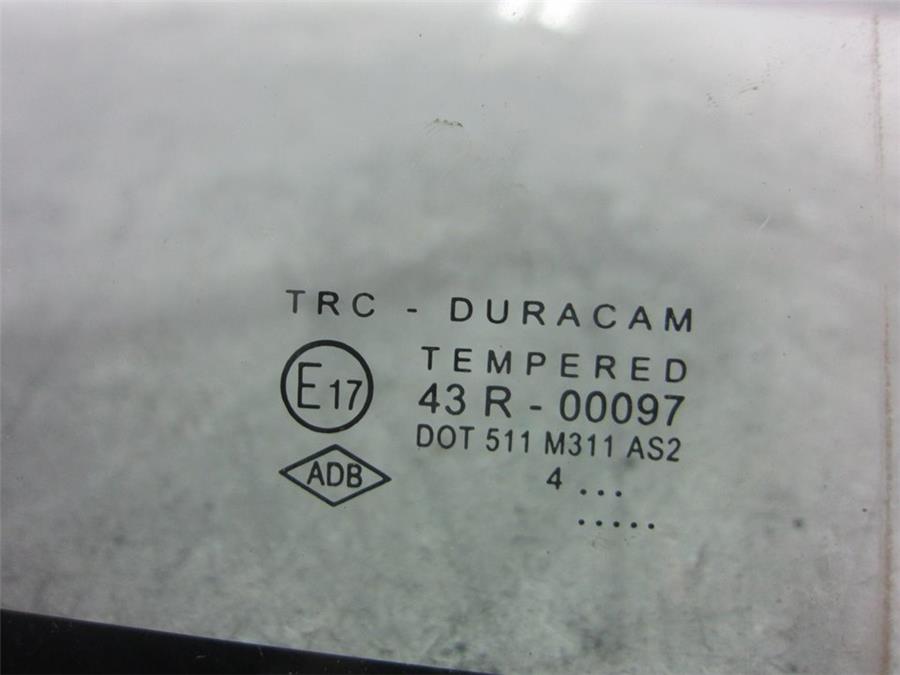 TRC - DURACAM
TEMPERED
E17
43 R - 00097
DOT 511 M311 AS2
ADB
4 ...
.....